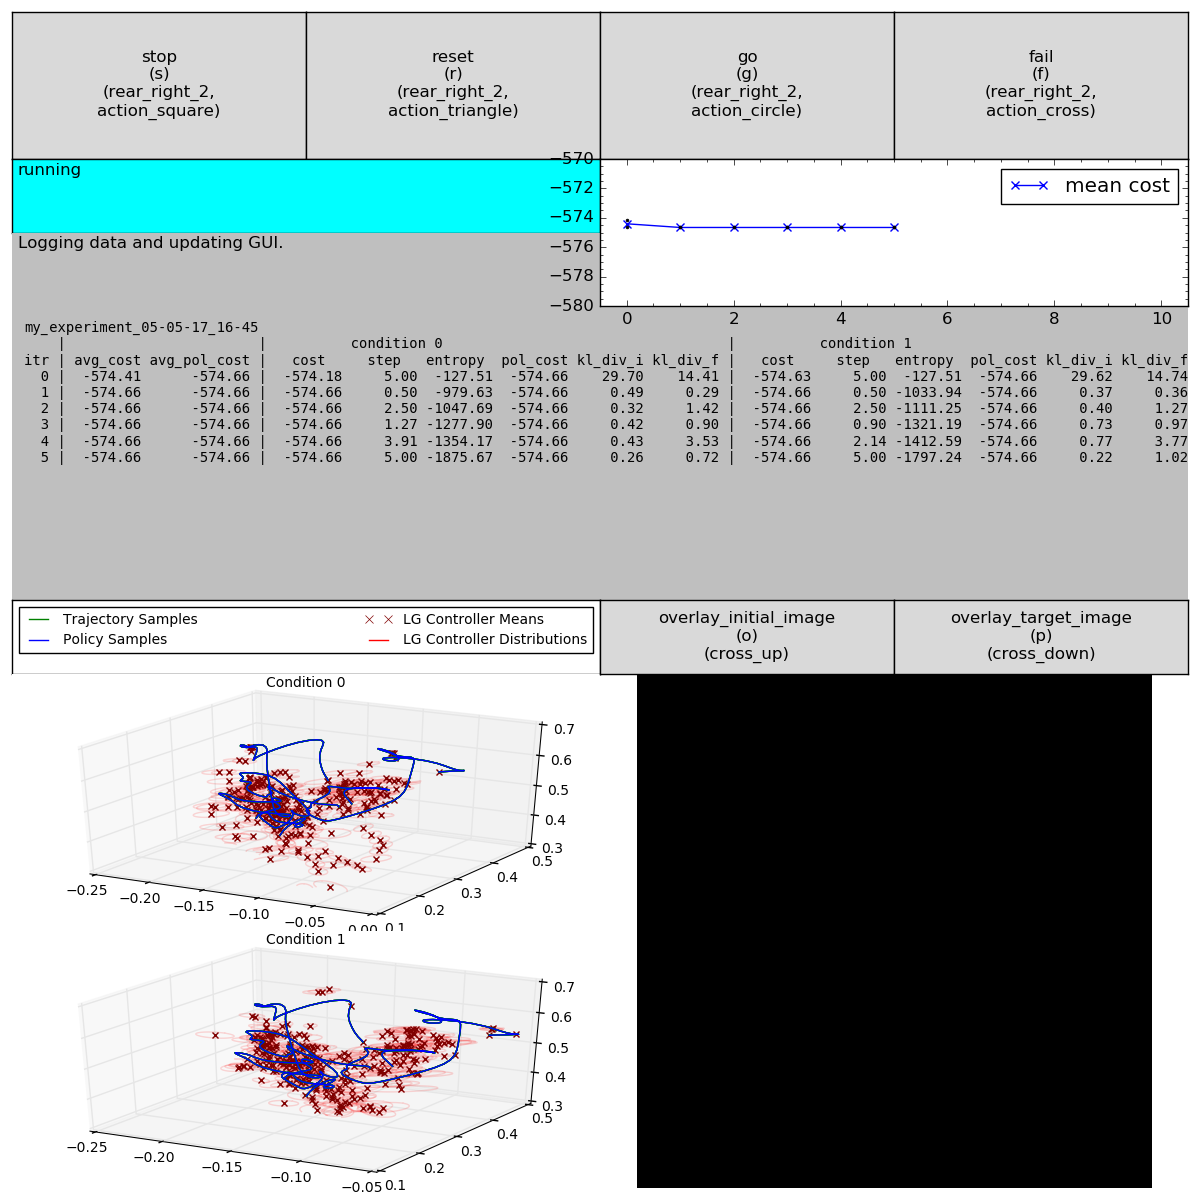 stop
(s)
(rear_right_2,
action_square)
reset
(r)
(rear_right_2,
action_triangle)
go
(g)
(rear_right_2,
action_circle)
fail
(f)
(rear_right_2,
action_cross)
running
−570
−572
−574
−576
−578
−580
0 2 4 6 8 10
mean cost
Logging data and updating GUI.
my_experiment_05-05-17_16-45
| | condition 0 | condition 1
itr | avg_cost avg_pol_cost | cost step entropy pol_cost kl_div_i kl_div_f | cost step entropy pol_cost kl_div_i kl_div_f
0 | -574.41 -574.66 | -574.18 5.00 -127.51 -574.66 29.70 14.41 | -574.63 5.00 -127.51 -574.66 29.62 14.74
1 | -574.66 -574.66 | -574.66 0.50 -979.63 -574.66 0.49 0.29 | -574.66 0.50 -1033.94 -574.66 0.37 0.36
2 | -574.66 -574.66 | -574.66 2.50 -1047.69 -574.66 0.32 1.42 | -574.66 2.50 -1111.25 -574.66 0.40 1.27
3 | -574.66 -574.66 | -574.66 1.27 -1277.90 -574.66 0.42 0.90 | -574.66 0.90 -1321.19 -574.66 0.73 0.97
4 | -574.66 -574.66 | -574.66 3.91 -1354.17 -574.66 0.43 3.53 | -574.66 2.14 -1412.59 -574.66 0.77 3.77
5 | -574.66 -574.66 | -574.66 5.00 -1875.67 -574.66 0.26 0.72 | -574.66 5.00 -1797.24 -574.66 0.22 1.02
Trajectory Samples
Policy Samples
LG Controller Means
LG Controller Distributions
overlay_initial_image
(o)
(cross_up)
overlay_target_image
(p)
(cross_down)
Condition 0
0.7
0.6
0.5
0.4
0.3
0.5
0.4
0.3
0.2
0.1
−0.25 −0.20 −0.15 −0.10 −0.05 0.00
Condition 1
0.7
0.6
0.5
0.4
0.3
0.5
0.4
0.3
0.2
0.1
−0.25 −0.20 −0.15 −0.10 −0.05